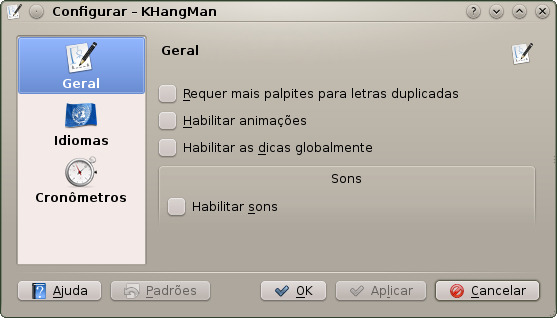 Configurar – KHangMan
Geral
Idiomas
Cronômetros
Geral
Requer mais palpites para letras duplicadas
Habilitar animações
Habilitar as dicas globalmente
Sons
Habilitar sons
Ajuda
Padrões
OK
Aplicar
Cancelar